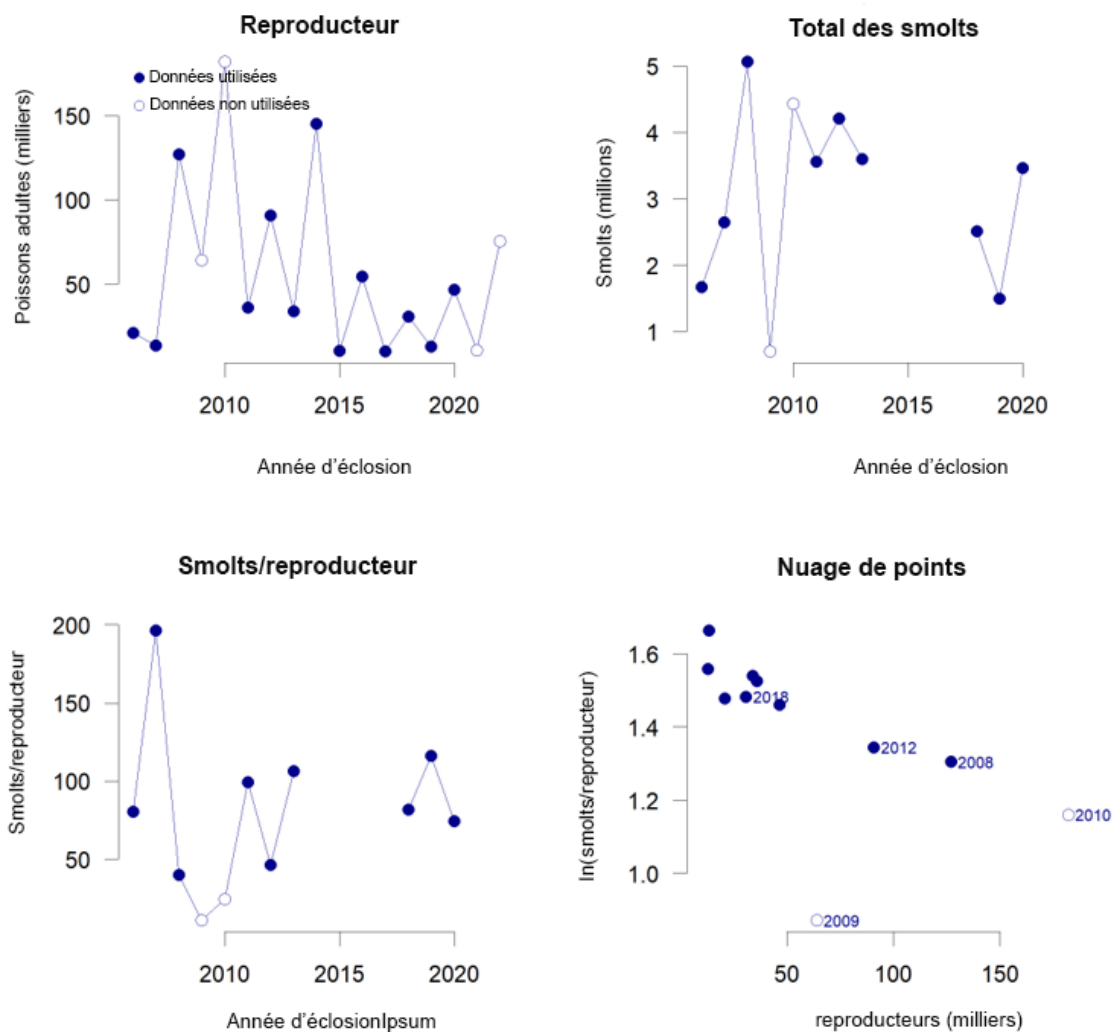 Reproducteur
Données utilisées
Données non utilisées
Poissons adultes (milliers)
150
100
50
2010 2015 2020
Année d'éclosion
Total des smolts
Smolts (millions)
5
4
3
2
1
2010 2015 2020
Année d'éclosion
Smolts/reproducteur
Smolts/reproducteur
200
150
100
50
2010 2015 2020
Année d'éclosionIpsum
Nuage de points
ln(smolts/reproducteur)
1.6
1.4
1.2
1.0
2018
2012
2008
2010
2009
50 100 150
reproducteurs (milliers)